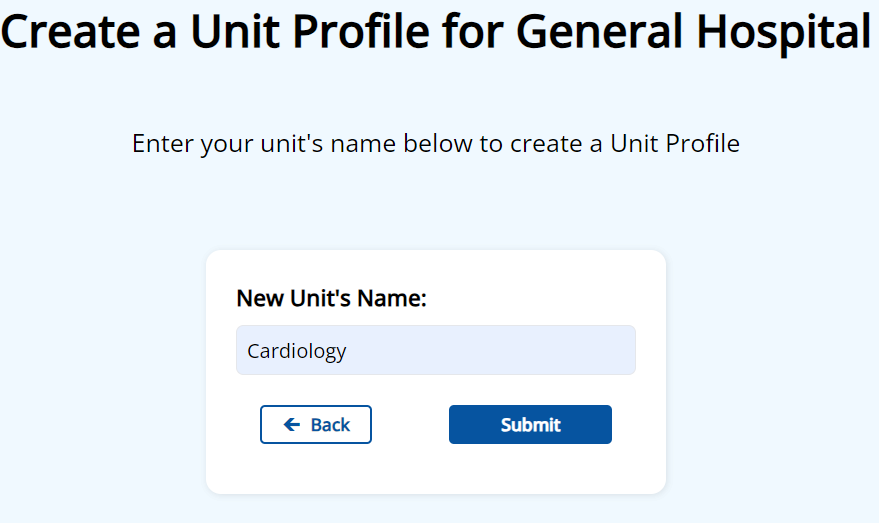 Create a Unit Profile for General Hospital
Enter your unit's name below to create a Unit Profile
New Unit's Name:
Cardiology
← Back
Submit